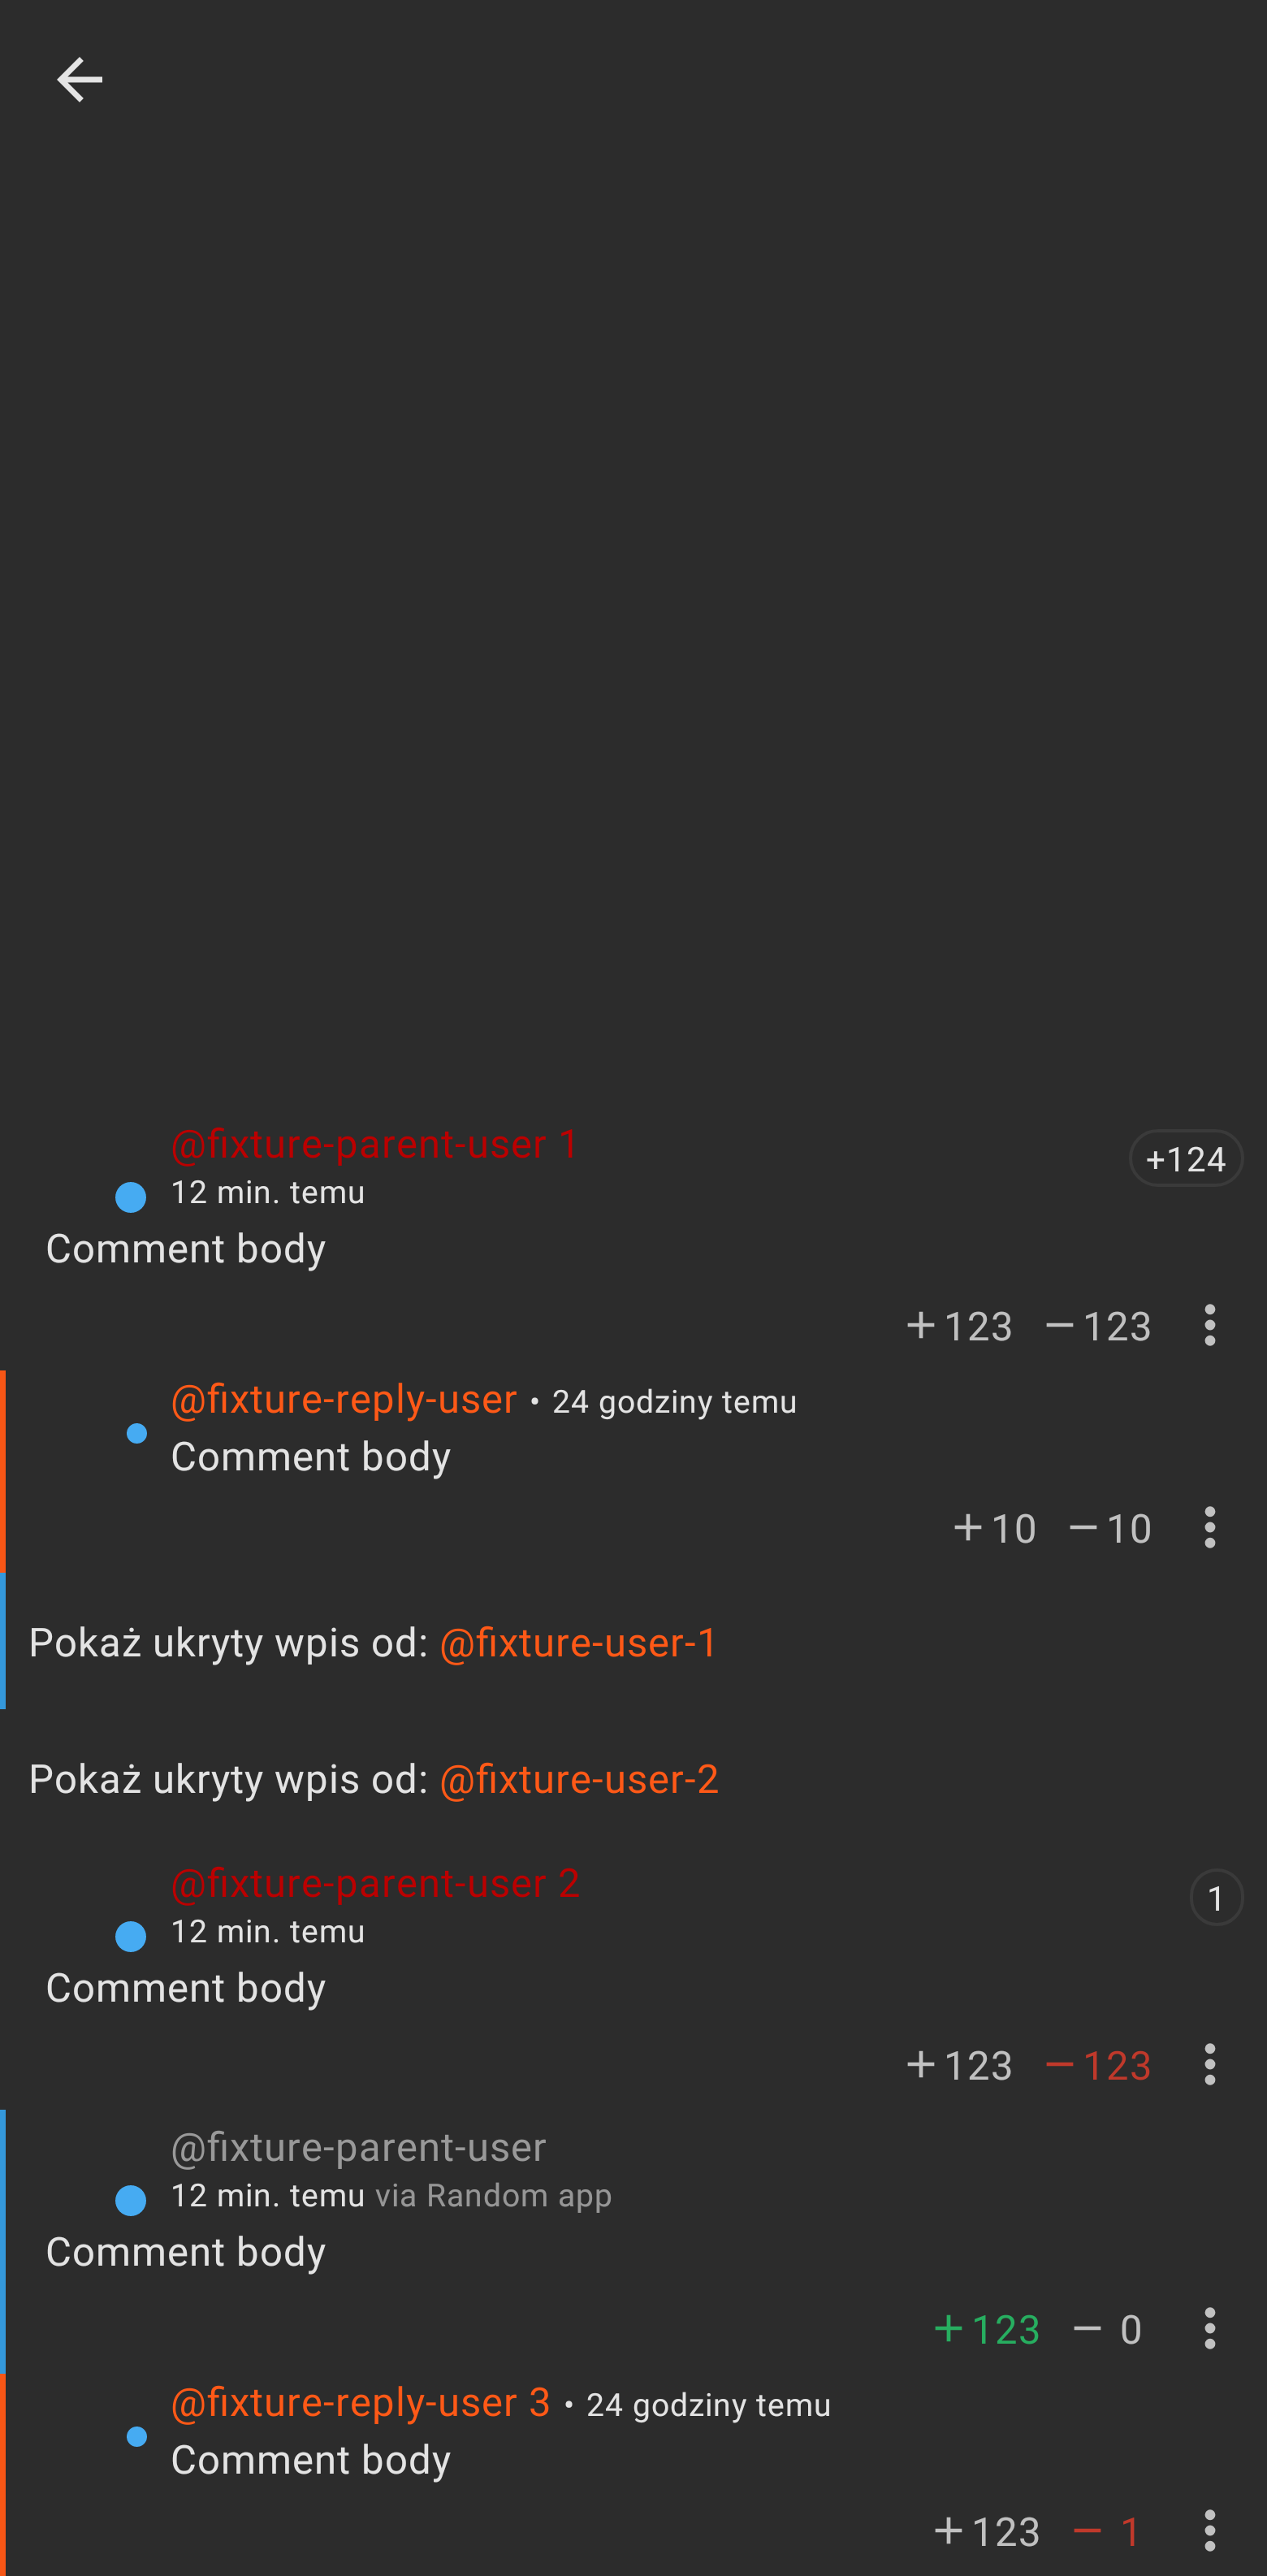 @fixture-parent-user 1
+124
12 min. temu
Comment body
+123 −123
@fixture-reply-user • 24 godziny temu
Comment body
+10 −10
Pokaż ukryty wpis od: @fixture-user-1
Pokaż ukryty wpis od: @fixture-user-2
@fixture-parent-user 2
1
12 min. temu
Comment body
+123 −123
@fixture-parent-user
12 min. temu via Random app
Comment body
+123 − 0
@fixture-reply-user 3 • 24 godziny temu
Comment body
+123 − 1